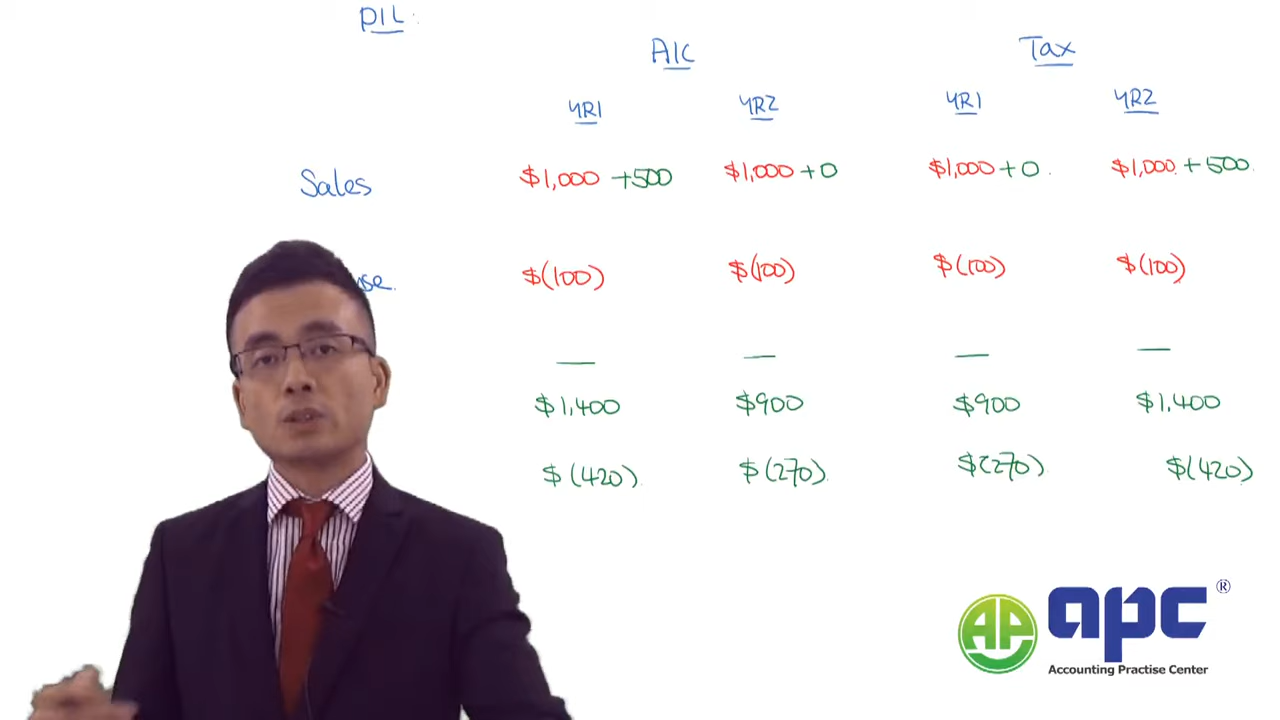 P/L:
A/C Tax
YR1 YR2 YR1 YR2
Sales $1,000 +500 $1,000 +0 $1,000 +0. $1,000 +500.
$(100) $(100) $(100) $(100)
$1,400 $900 $900 $1,400
$(420). $(270). $(270). $(420).
apc®
AP
Accounting Practise Center